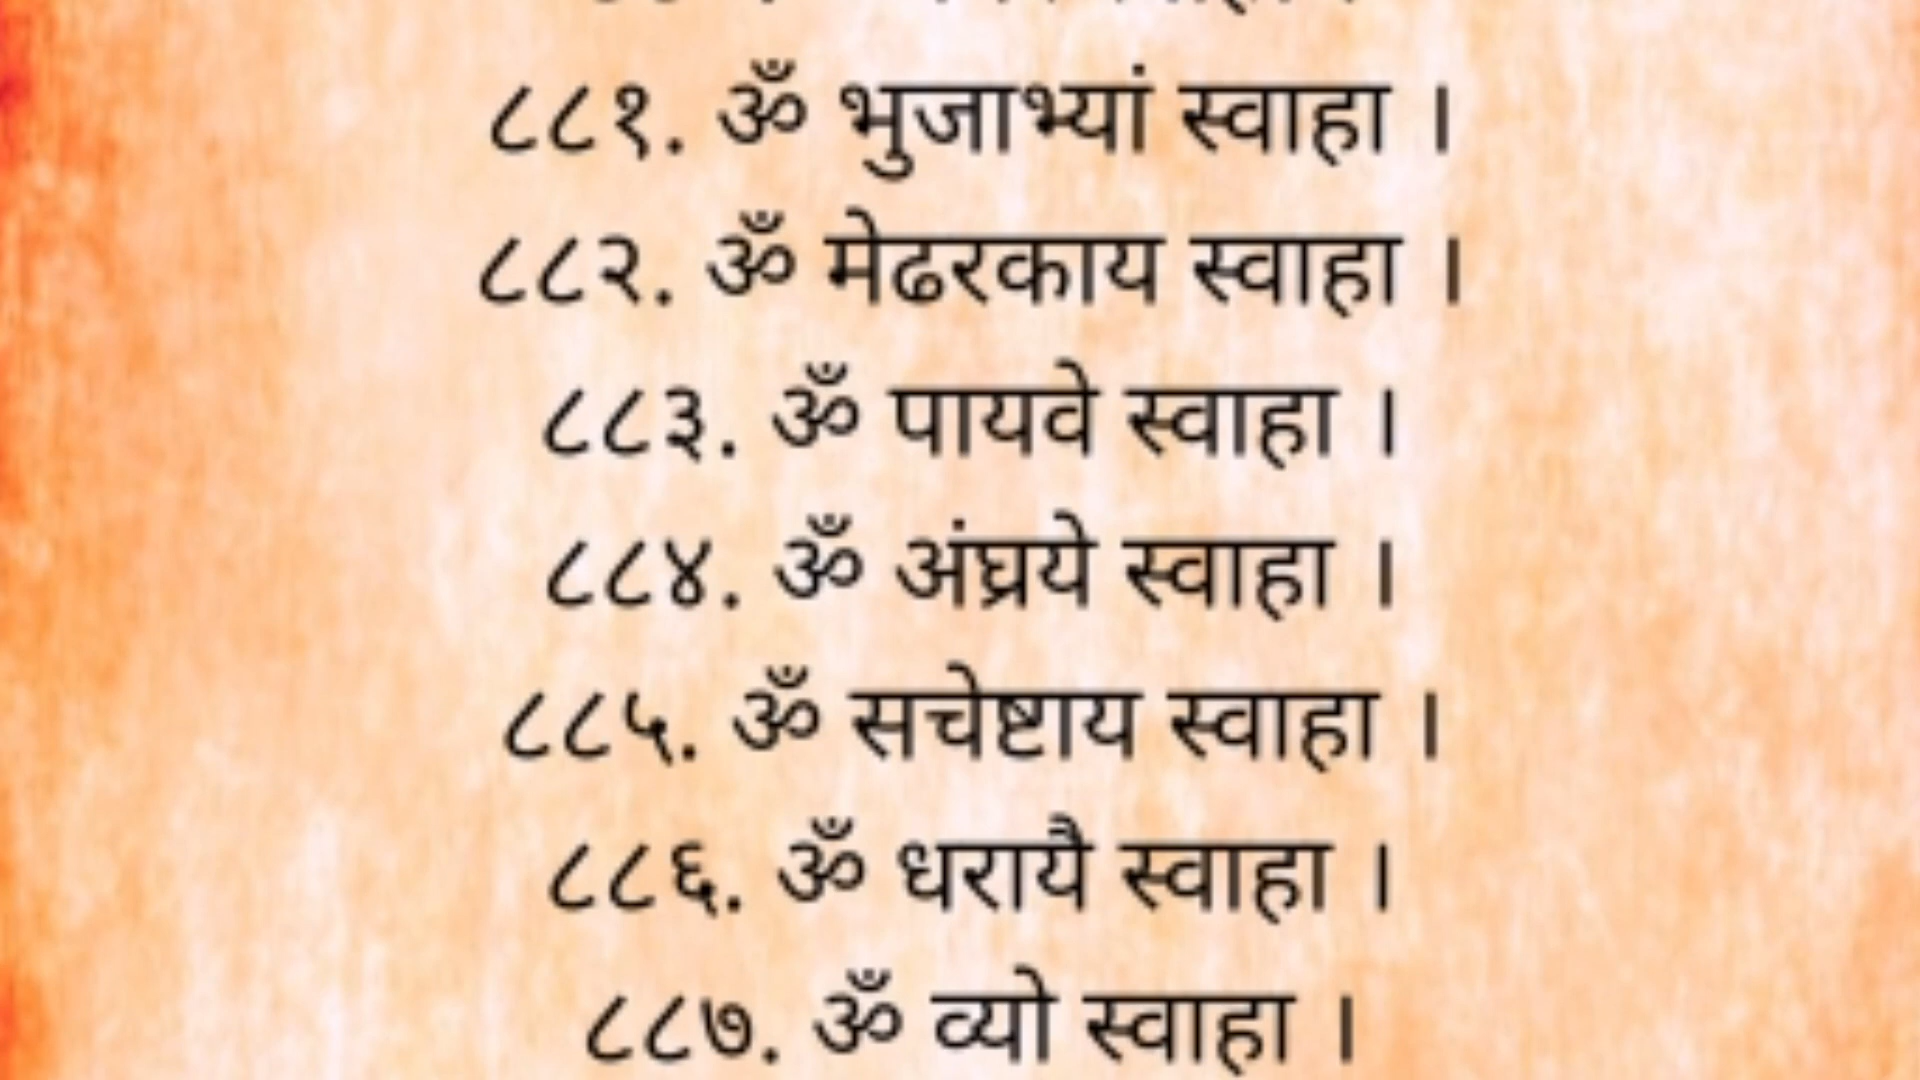 ८८१. ॐ भुजाभ्यां स्वाहा ।
८८२. ॐ मेढरकाय स्वाहा ।
८८३. ॐ पायवे स्वाहा ।
८८४. ॐ अंघ्रये स्वाहा ।
८८५. ॐ सचेष्टाय स्वाहा ।
८८६. ॐ धरायै स्वाहा ।
८८७. ॐ व्यो स्वाहा ।